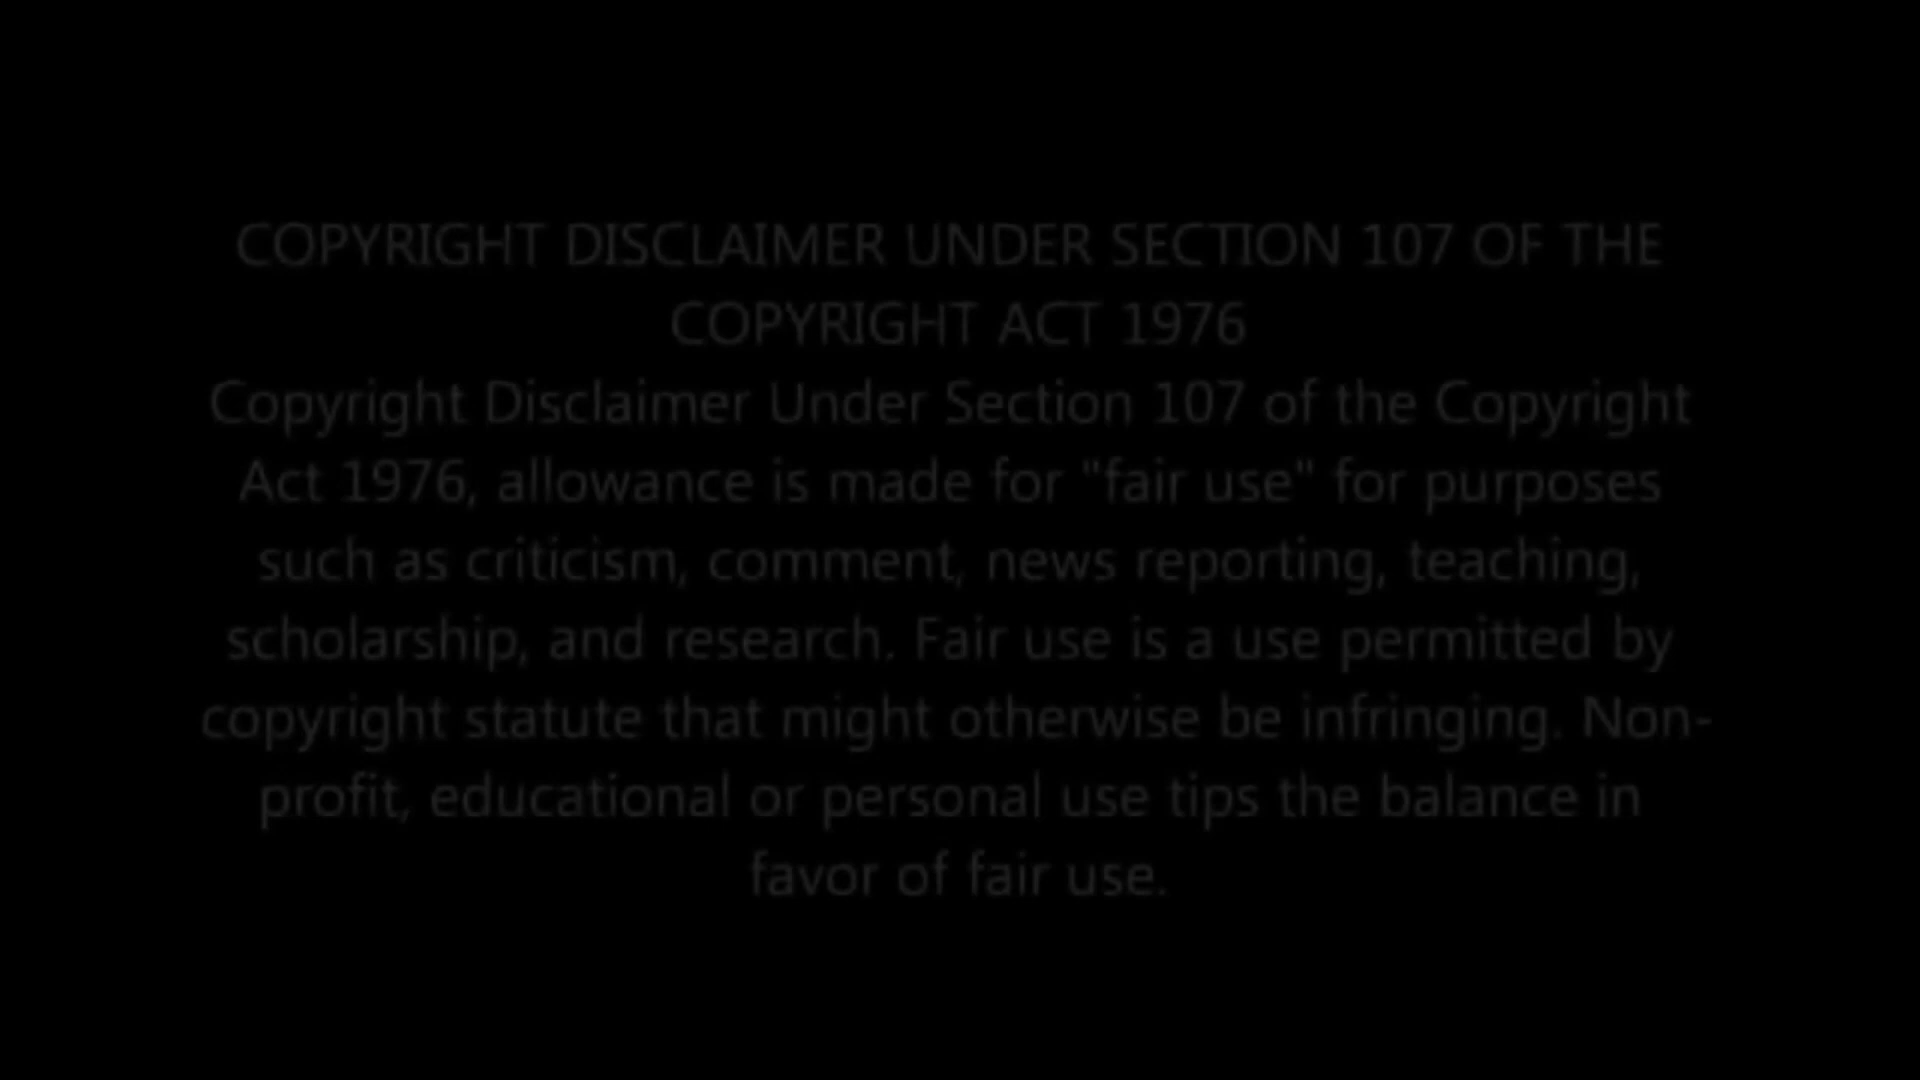 COPYRIGHT DISCLAIMER UNDER SECTION 107 OF THE
COPYRIGHT ACT 1976
Copyright Disclaimer Under Section 107 of the Copyright
Act 1976, allowance is made for "fair use" for purposes
such as criticism, comment, news reporting, teaching,
scholarship, and research. Fair use is a use permitted by
copyright statute that might otherwise be infringing. Non-
profit, educational or personal use tips the balance in
favor of fair use.